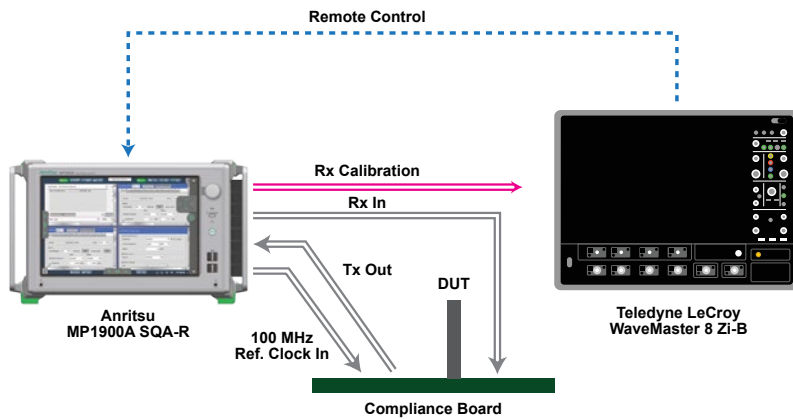 Remote Control
Rx Calibration
Rx In
Tx Out
DUT
Anritsu
MP1900A SQA-R
100 MHz
Ref. Clock In
Teledyne LeCroy
WaveMaster 8 Zi-B
Compliance Board